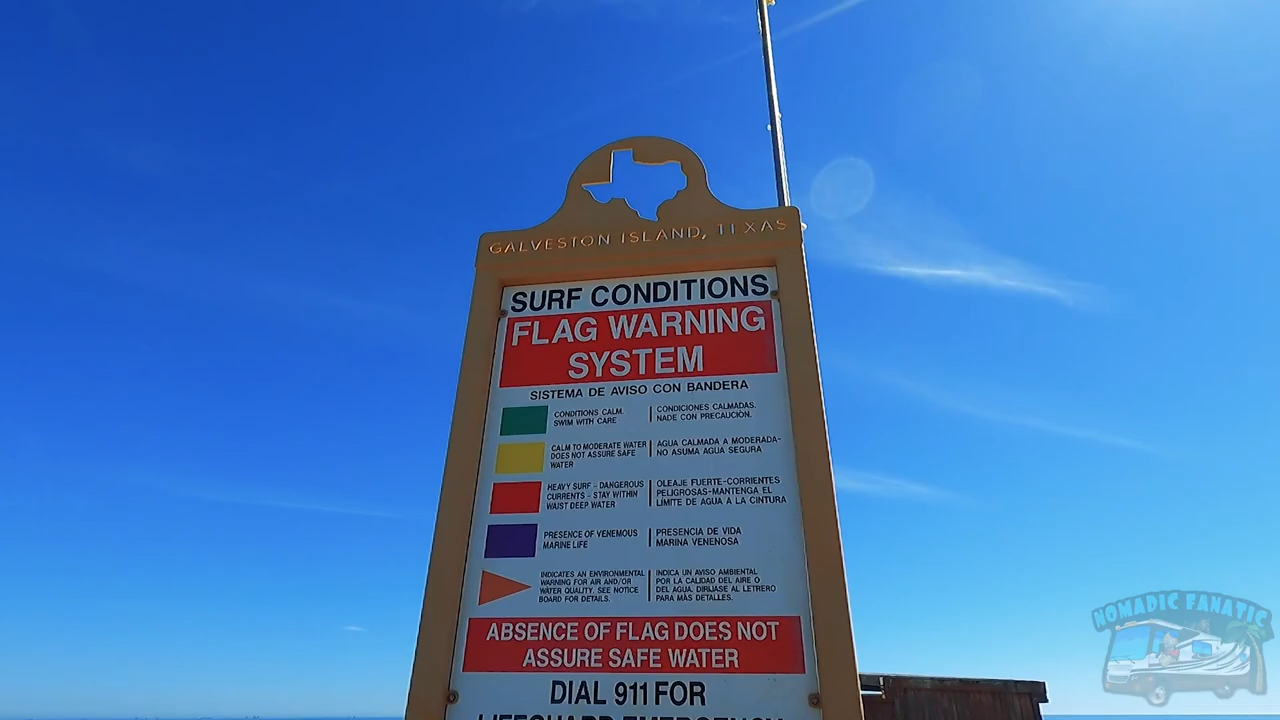 GALVESTON ISLAND, TEXAS
SURF CONDITIONS
FLAG WARNING
SYSTEM
SISTEMA DE AVISO CON BANDERA
CONDITIONS CALM.
SWIM WITH CARE
CONDICIONES CALMADAS.
NADE CON PRECAUCIÒN.
CALM TO MODERATE WATER
DOES NOT ASSURE SAFE
WATER
AGUA CALMADA A MODERADA-
NO ASUMA AGUA SEGURA
HEAVY SURF - DANGEROUS
CURRENTS - STAY WITHIN
WAIST DEEP WATER
OLEAJE FUERTE-CORRIENTES
PELIGROSAS-MANTENGA EL
LÍMITE DE AGUA A LA CINTURA
PRESENCE OF VENEMOUS
MARINE LIFE
PRESENCIA DE VIDA
MARINA VENENOSA
INDICATES AN ENVIRONMENTAL
WARNING FOR AIR AND/OR
WATER QUALITY. SEE NOTICE
BOARD FOR DETAILS.
INDICA UN AVISO AMBIENTAL
POR LA CALIDAD DEL AIRE O
DEL AGUA. DIRIJASE AL LETRERO
PARA MÀS DETALLES.
ABSENCE OF FLAG DOES NOT
ASSURE SAFE WATER
DIAL 911 FOR
LIFEGUARD EMERGENCY
NOMADIC FANATIC